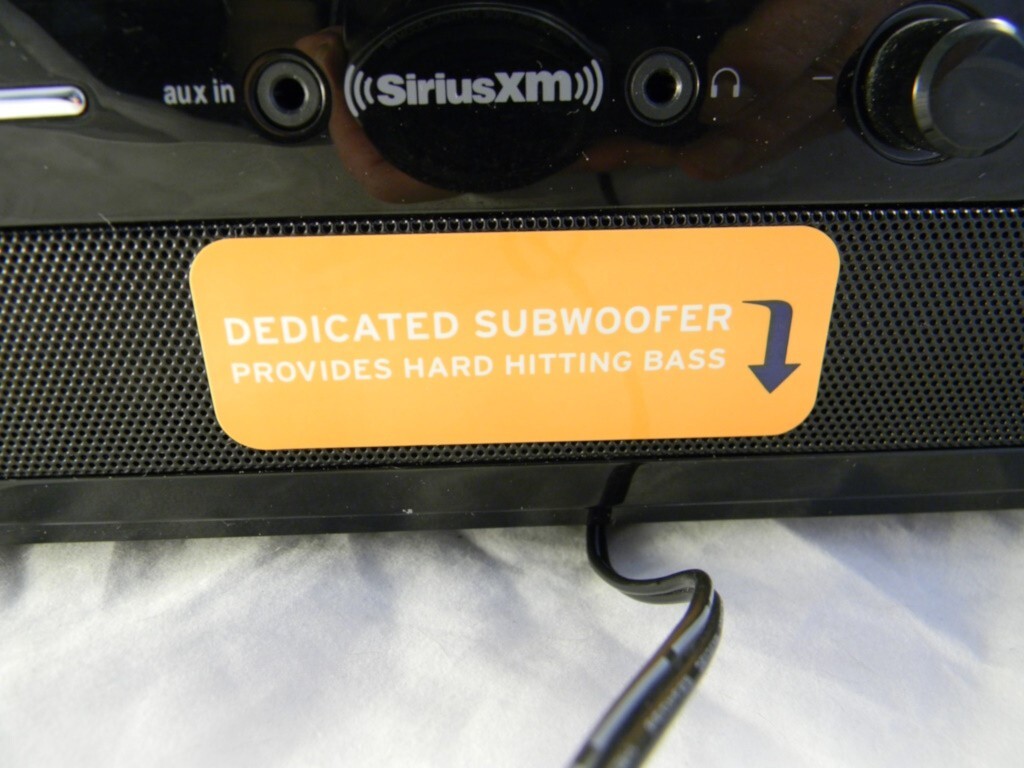 aux in
SiriusXM
DEDICATED SUBWOOFER
PROVIDES HARD HITTING BASS